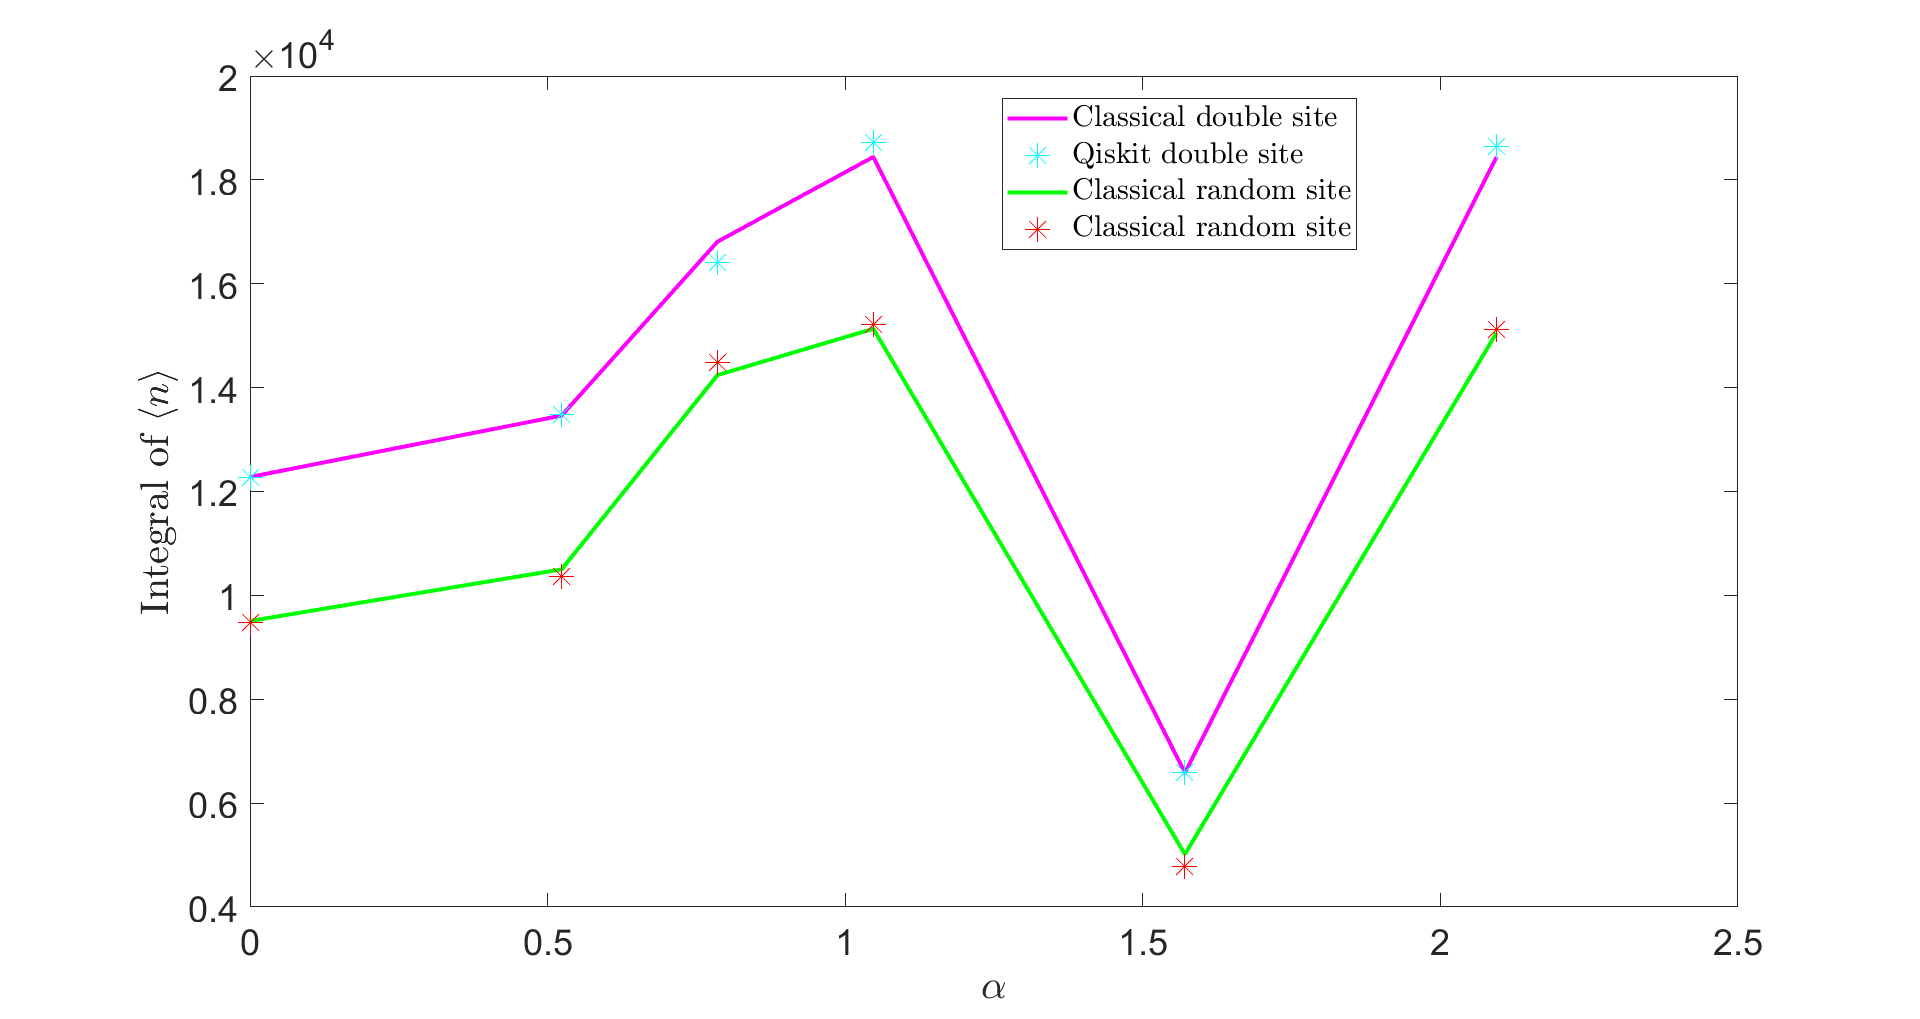 ×10⁴
2
1.8
1.6
1.4
1.2
1
0.8
0.6
0.4
Integral of ⟨n⟩
Classical double site
Qiskit double site
Classical random site
Classical random site
0 0.5 1 1.5 2 2.5
α